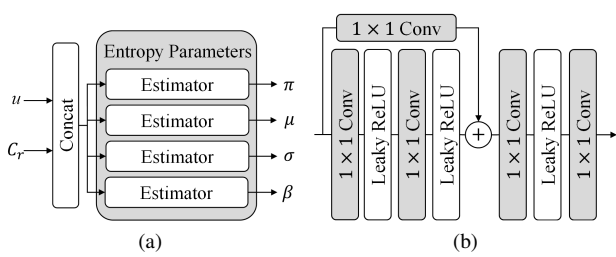 Entropy Parameters
Concat
u
C_r
Estimator
π
Estimator
μ
Estimator
σ
Estimator
β
(a)
1 × 1 Conv
1 × 1 Conv
Leaky ReLU
1 × 1 Conv
Leaky ReLU
+
1 × 1 Conv
Leaky ReLU
1 × 1 Conv
(b)